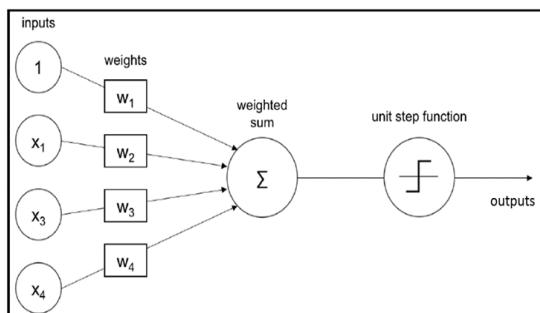 inputs
weights
weighted
sum
unit step function
1
x₁
x₃
x₄
w₁
w₂
w₃
w₄
Σ
outputs